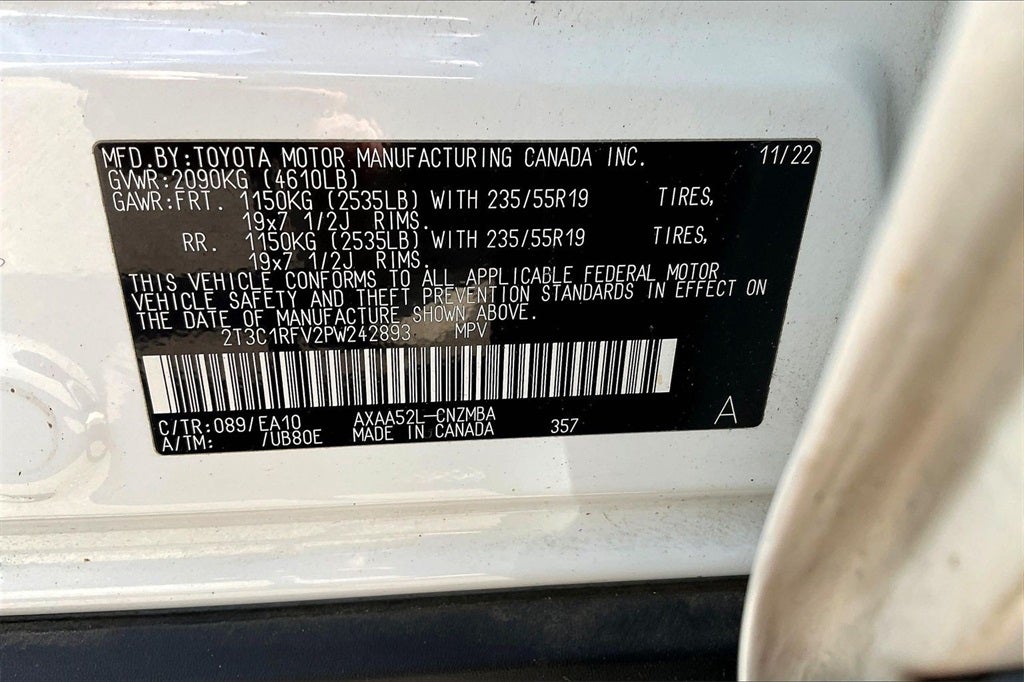 MFD.BY:TOYOTA MOTOR MANUFACTURING CANADA INC. 11/22
GVWR:2090KG (4610LB)
GAWR:FRT. 1150KG (2535LB) WITH 235/55R19 TIRES,
19x7 1/2J RIMS.
RR. 1150KG (2535LB) WITH 235/55R19 TIRES,
19x7 1/2J RIMS.
THIS VEHICLE CONFORMS TO ALL APPLICABLE FEDERAL MOTOR
VEHICLE SAFETY AND THEFT PREVENTION STANDARDS IN EFFECT ON
THE DATE OF MANUFACTURE SHOWN ABOVE.
2T3C1RFV2PW242893 MPV
C/TR:089/EA10 AXAA52L-CNZMBA 357 A
A/TM: /UB80E MADE IN CANADA